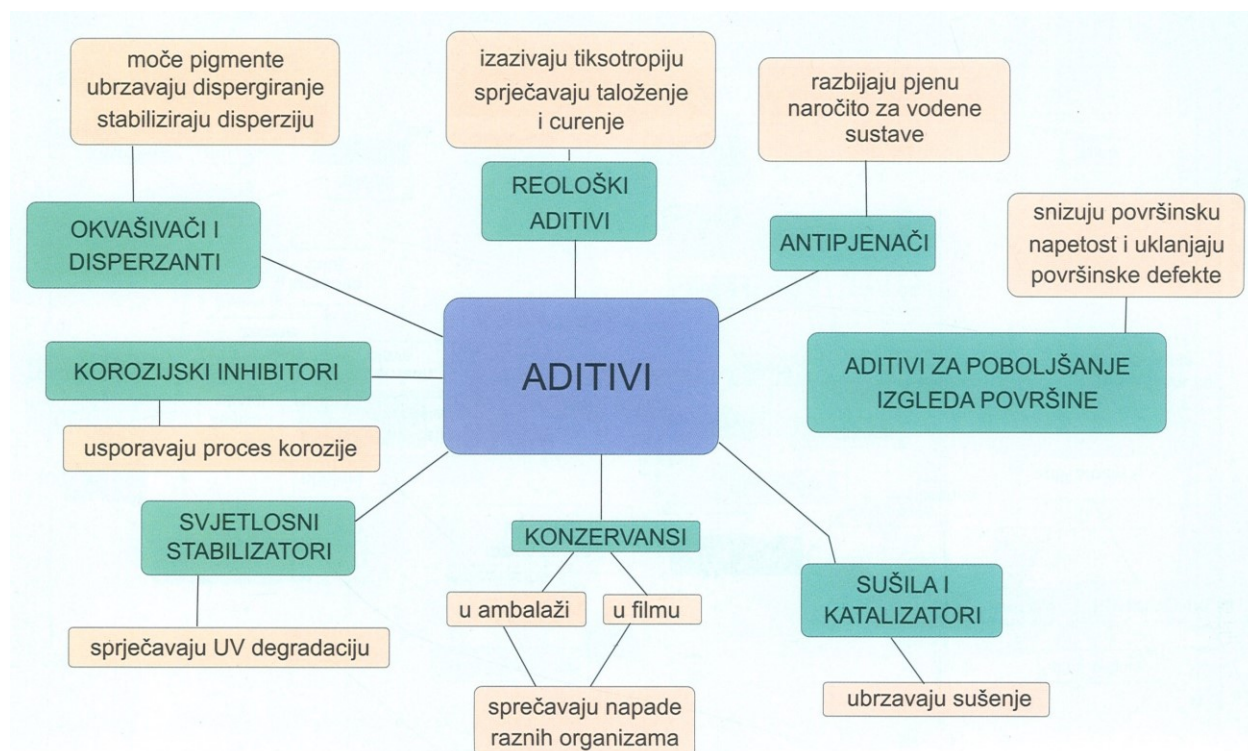 moče pigmente
ubrzavaju dispergiranje
stabiliziraju disperziju
izazivaju tiksotropiju
sprječavaju taloženje
i curenje
razbijaju pjenu
naročito za vodene
sustave
OKVAŠIVAČI I
DISPERZANTI
REOLOŠKI
ADITIVI
ANTIPJENAČI
snizuju površinsku
napetost i uklanjaju
površinske defekte
ADITIVI
KOROZIJSKI INHIBITORI
usporavaju proces korozije
ADITIVI ZA POBOLJŠANJE
IZGLEDA POVRŠINE
SVJETLOSNI
STABILIZATORI
sprječavaju UV degradaciju
KONZERVANSI
u ambalaži
u filmu
sprečavaju napade
raznih organizama
SUŠILA I
KATALIZATORI
ubrzavaju sušenje